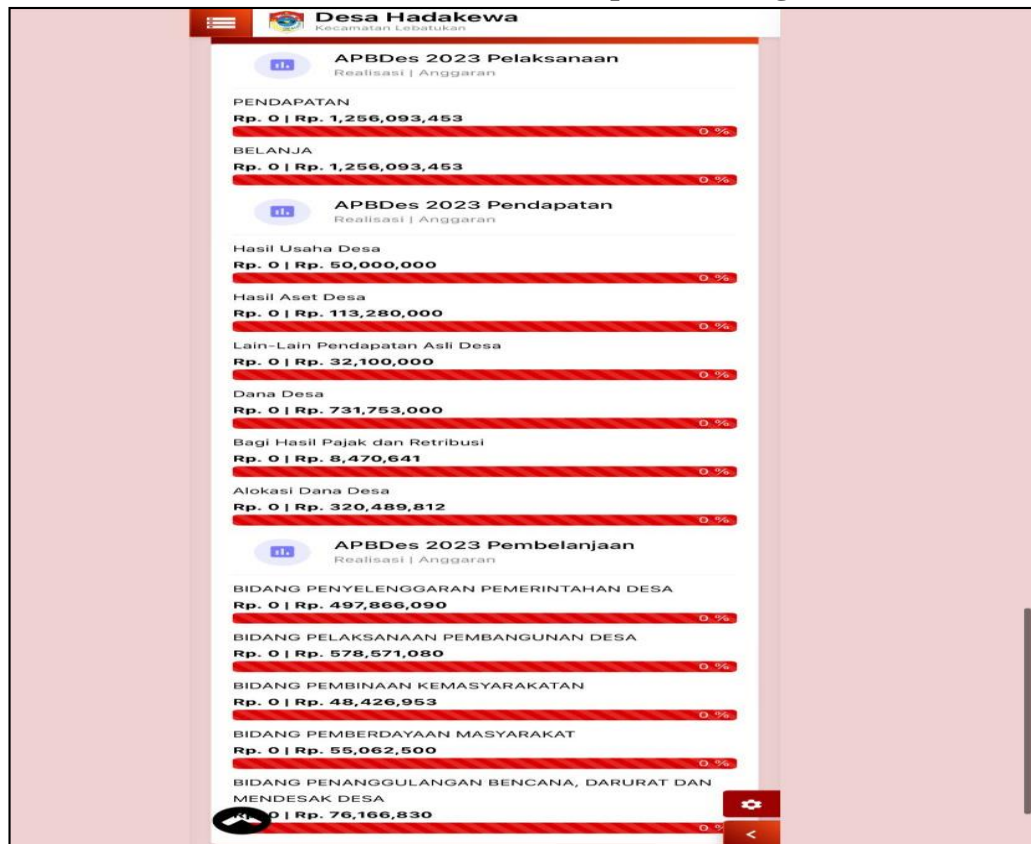 Desa Hadakewa
Kecamatan Lebatukan
APBDes 2023 Pelaksanaan
Realisasi | Anggaran
PENDAPATAN
Rp. 0 | Rp. 1,256,093,453
0 %
BELANJA
Rp. 0 | Rp. 1,256,093,453
0 %
APBDes 2023 Pendapatan
Realisasi | Anggaran
Hasil Usaha Desa
Rp. 0 | Rp. 50,000,000
0 %
Hasil Aset Desa
Rp. 0 | Rp. 113,280,000
0 %
Lain-Lain Pendapatan Asli Desa
Rp. 0 | Rp. 32,100,000
0 %
Dana Desa
Rp. 0 | Rp. 731,753,000
0 %
Bagi Hasil Pajak dan Retribusi
Rp. 0 | Rp. 8,470,641
0 %
Alokasi Dana Desa
Rp. 0 | Rp. 320,489,812
0 %
APBDes 2023 Pembelanjaan
Realisasi | Anggaran
BIDANG PENYELENGGARAN PEMERINTAHAN DESA
Rp. 0 | Rp. 497,866,090
0 %
BIDANG PELAKSANAAN PEMBANGUNAN DESA
Rp. 0 | Rp. 578,571,080
0 %
BIDANG PEMBINAAN KEMASYARAKATAN
Rp. 0 | Rp. 48,426,953
0 %
BIDANG PEMBERDAYAAN MASYARAKAT
Rp. 0 | Rp. 55,062,500
0 %
BIDANG PENANGGULANGAN BENCANA, DARURAT DAN
MENDESAK DESA
0 | Rp. 76,166,830
0